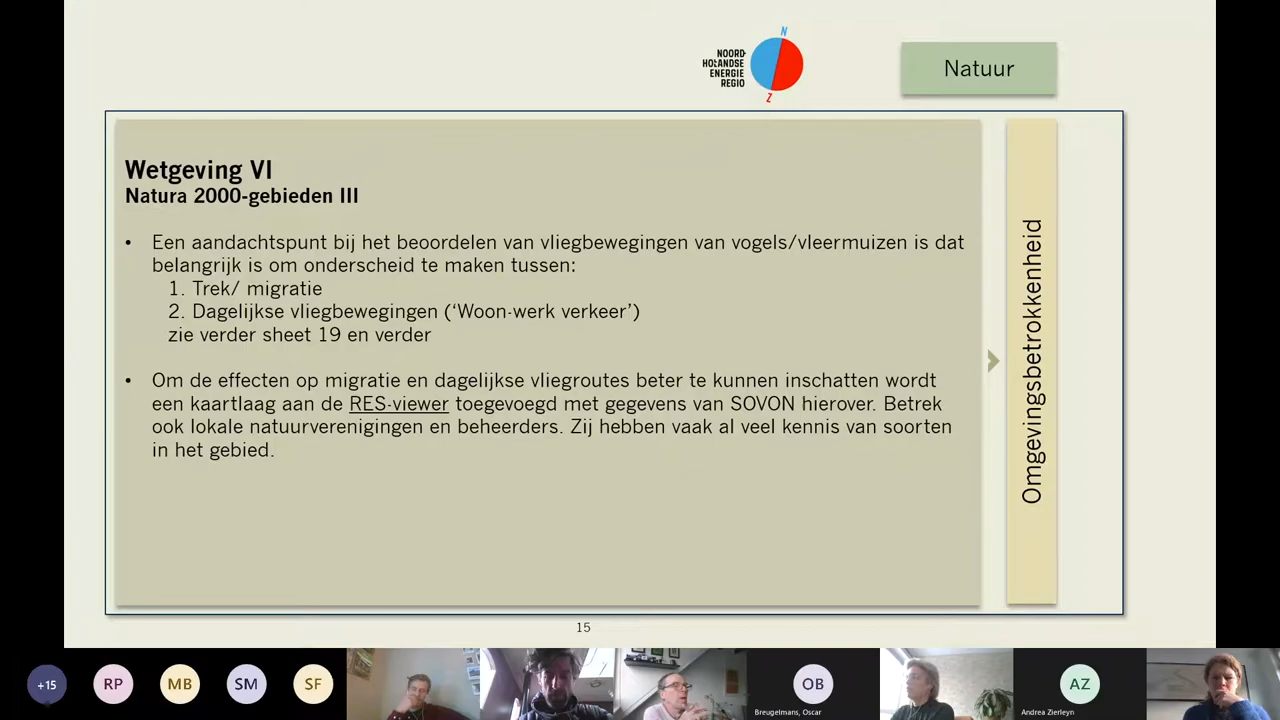 N
NOORD
HOLLANDSE
ENERGIE
REGIO
Z
Natuur
Wetgeving VI
Natura 2000-gebieden III
• Een aandachtspunt bij het beoordelen van vliegbewegingen van vogels/vleermuizen is dat
belangrijk is om onderscheid te maken tussen:
1. Trek/ migratie
2. Dagelijkse vliegbewegingen (‘Woon-werk verkeer’)
zie verder sheet 19 en verder
• Om de effecten op migratie en dagelijkse vliegroutes beter te kunnen inschatten wordt
een kaartlaag aan de RES-viewer toegevoegd met gegevens van SOVON hierover. Betrek
ook lokale natuurverenigingen en beheerders. Zij hebben vaak al veel kennis van soorten
in het gebied.
Omgevingsbetrokkenheid
15
+15
RP
MB
SM
SF
OB
Breugelmans, Oscar
AZ
Andrea Zierleyn